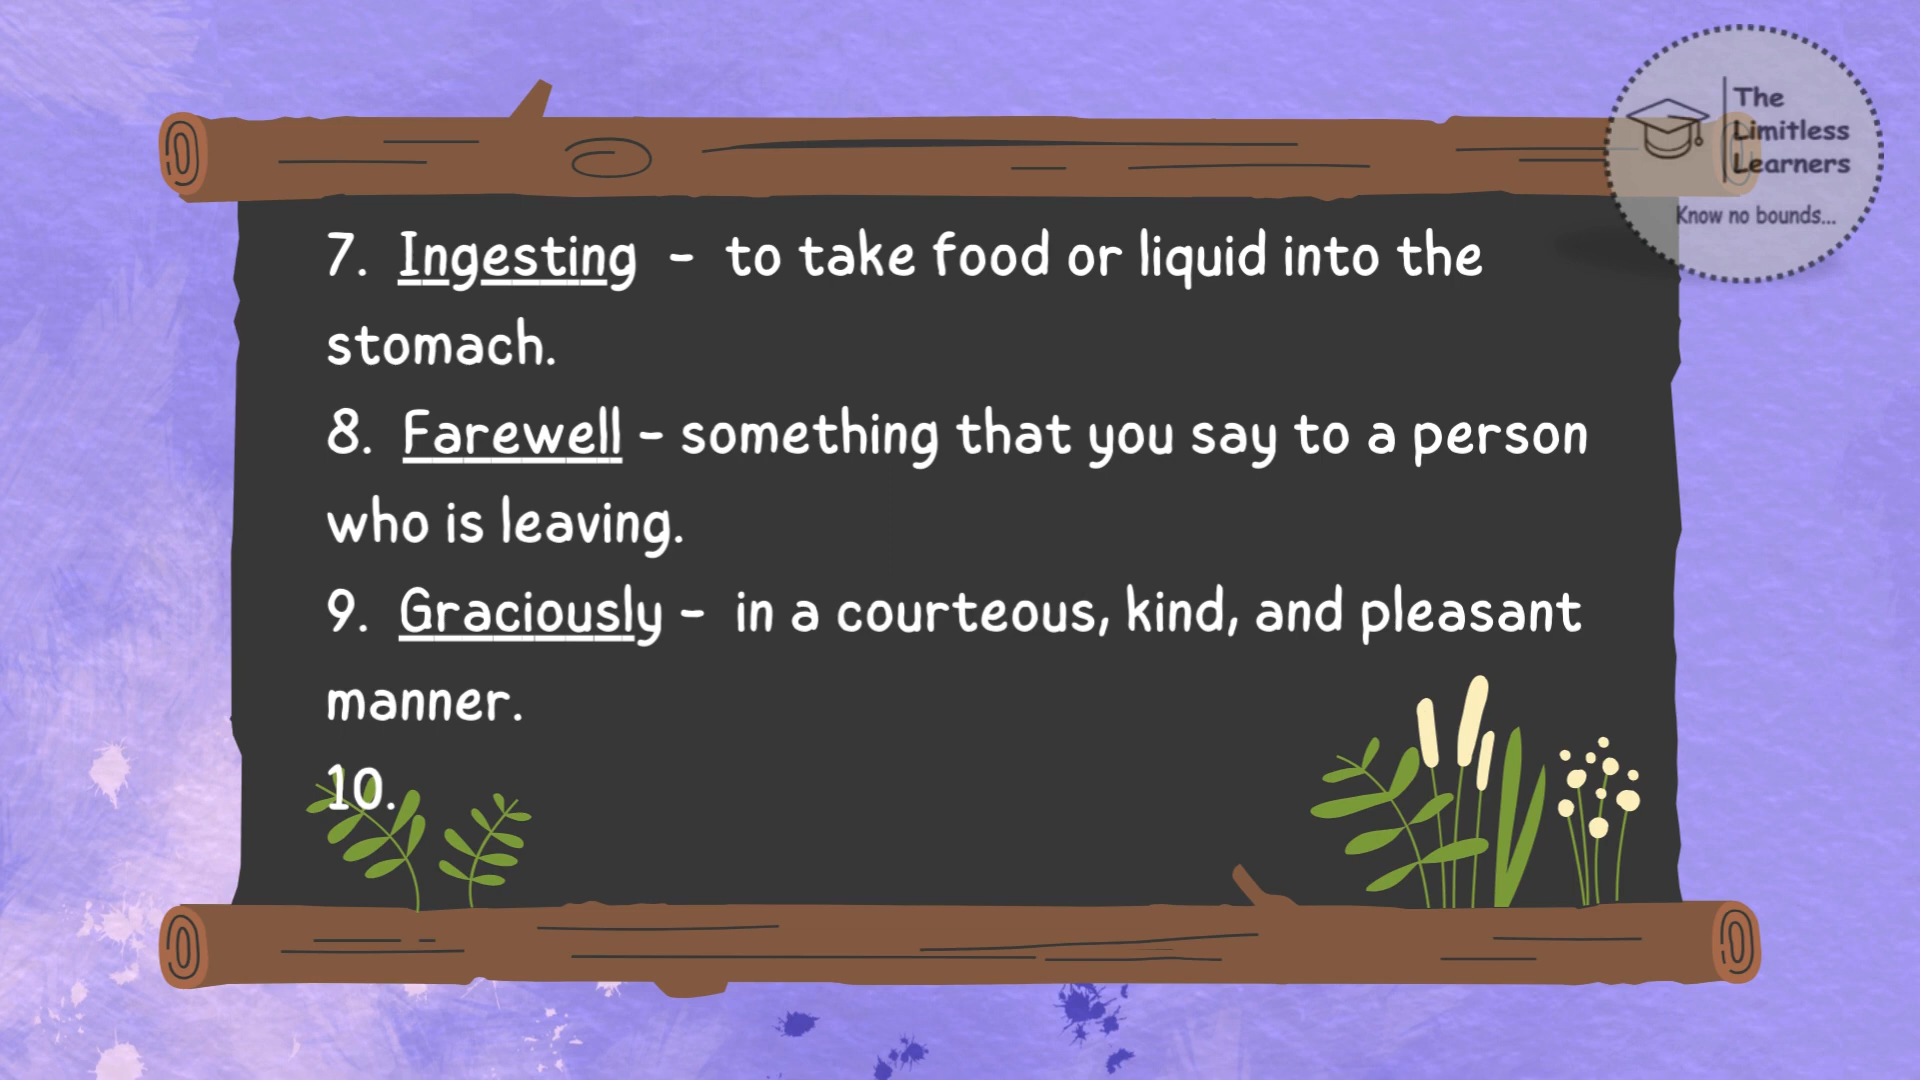 The
Limitless
Learners
Know no bounds...
7. Ingesting - to take food or liquid into the
stomach.
8. Farewell - something that you say to a person
who is leaving.
9. Graciously - in a courteous, kind, and pleasant
manner.
10.